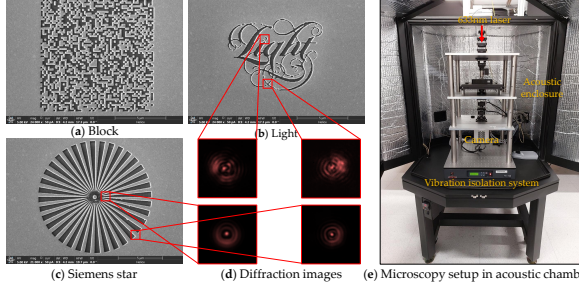 (a) Block
Light
(b) Light
(c) Siemens star
(d) Diffraction images
633nm laser
Acoustic
enclosure
Camera
Vibration isolation system
(e) Microscopy setup in acoustic chamb